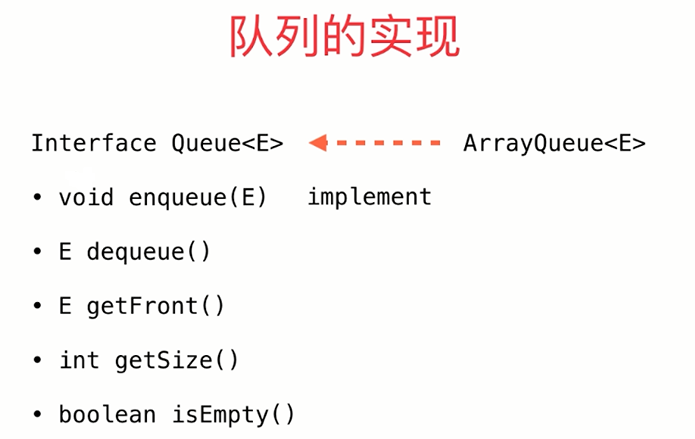 队列的实现
Interface Queue<E> ArrayQueue<E>
• void enqueue(E) implement
• E dequeue()
• E getFront()
• int getSize()
• boolean isEmpty()